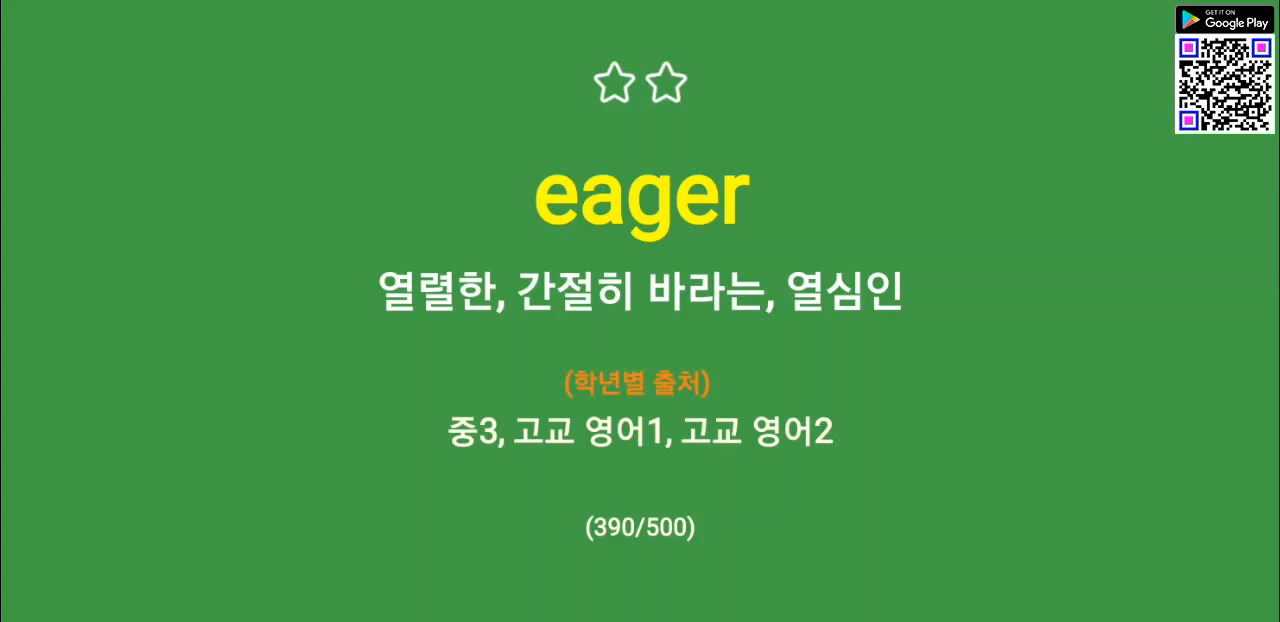 GET IT ON
Google Play
eager
열렬한, 간절히 바라는, 열심인
(학년별 출처)
중3, 고교 영어1, 고교 영어2
(390/500)